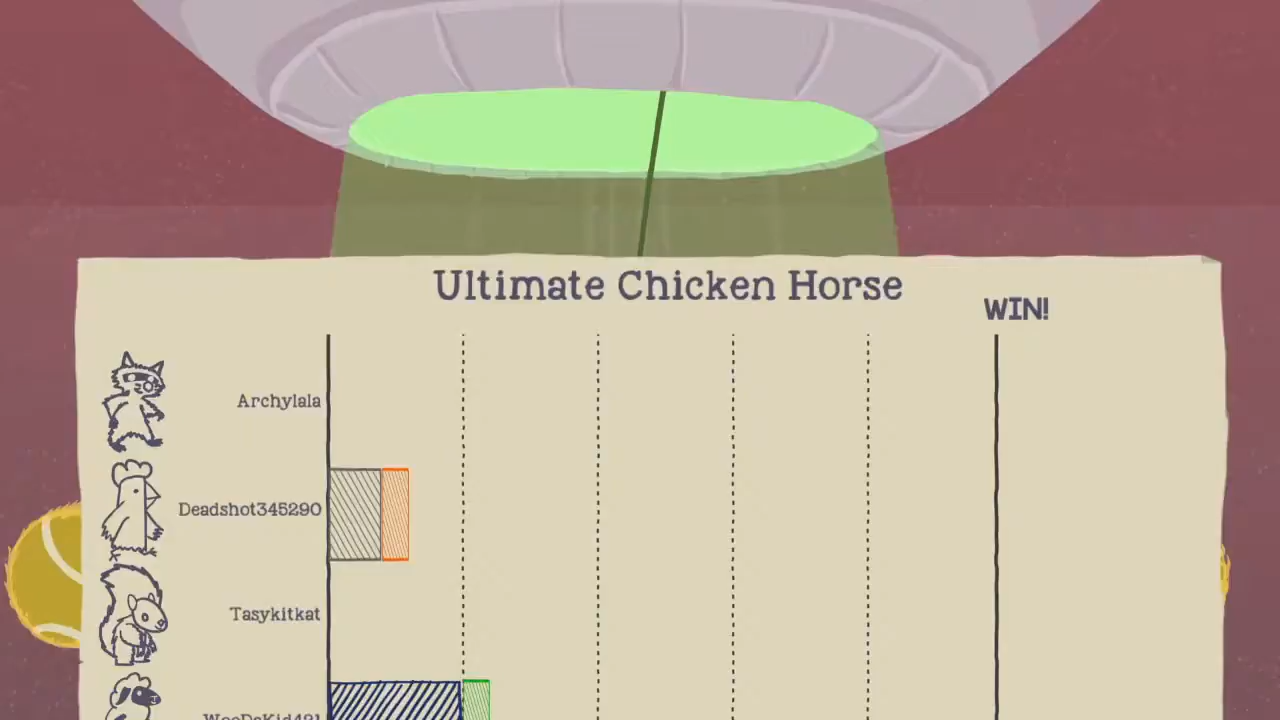 Ultimate Chicken Horse
WIN!
Archylala
Deadshot345290
Tasykitkat